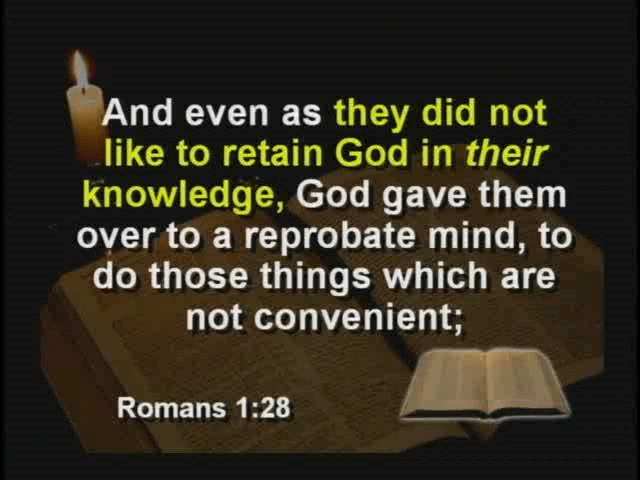 And even as they did not
like to retain God in their
knowledge, God gave them
over to a reprobate mind, to
do those things which are
not convenient;
Romans 1:28